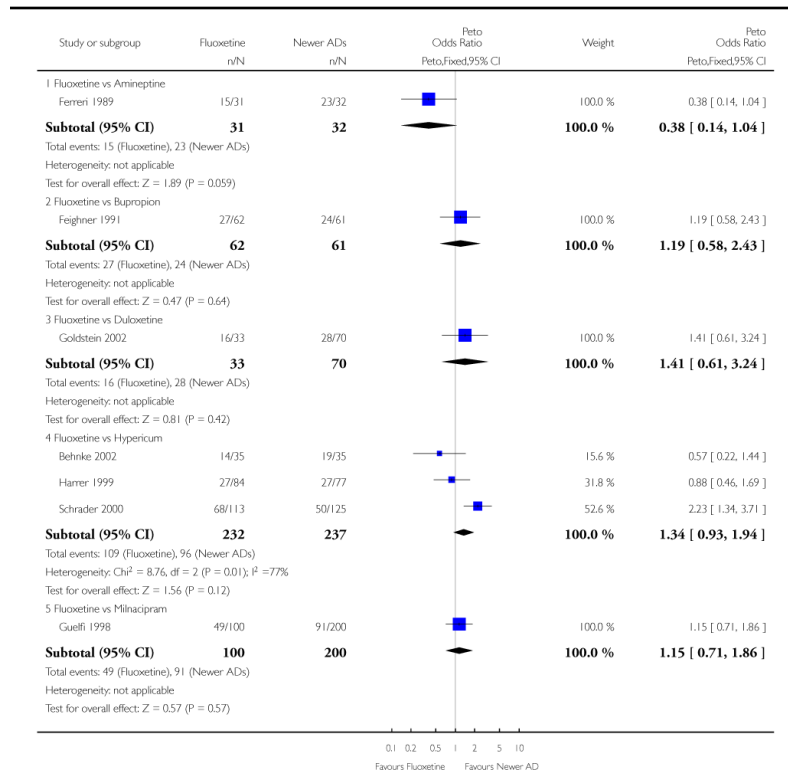 Study or subgroup Fluoxetine Newer ADs Peto Odds Ratio Weight Peto Odds Ratio
n/N n/N Peto,Fixed,95% CI Peto,Fixed,95% CI
1 Fluoxetine vs Amineptine
Ferreri 1989 15/31 23/32 100.0 % 0.38 [ 0.14, 1.04 ]
Subtotal (95% CI) 31 32 100.0 % 0.38 [ 0.14, 1.04 ]
Total events: 15 (Fluoxetine), 23 (Newer ADs)
Heterogeneity: not applicable
Test for overall effect: Z = 1.89 (P = 0.059)
2 Fluoxetine vs Bupropion
Feighner 1991 27/62 24/61 100.0 % 1.19 [ 0.58, 2.43 ]
Subtotal (95% CI) 62 61 100.0 % 1.19 [ 0.58, 2.43 ]
Total events: 27 (Fluoxetine), 24 (Newer ADs)
Heterogeneity: not applicable
Test for overall effect: Z = 0.47 (P = 0.64)
3 Fluoxetine vs Duloxetine
Goldstein 2002 16/33 28/70 100.0 % 1.41 [ 0.61, 3.24 ]
Subtotal (95% CI) 33 70 100.0 % 1.41 [ 0.61, 3.24 ]
Total events: 16 (Fluoxetine), 28 (Newer ADs)
Heterogeneity: not applicable
Test for overall effect: Z = 0.81 (P = 0.42)
4 Fluoxetine vs Hypericum
Behnke 2002 14/35 19/35 15.6 % 0.57 [ 0.22, 1.44 ]
Harrer 1999 27/84 27/77 31.8 % 0.88 [ 0.46, 1.69 ]
Schrader 2000 68/113 50/125 52.6 % 2.23 [ 1.34, 3.71 ]
Subtotal (95% CI) 232 237 100.0 % 1.34 [ 0.93, 1.94 ]
Total events: 109 (Fluoxetine), 96 (Newer ADs)
Heterogeneity: Chi² = 8.76, df = 2 (P = 0.01); I² =77%
Test for overall effect: Z = 1.56 (P = 0.12)
5 Fluoxetine vs Milnacipram
Guelfi 1998 49/100 91/200 100.0 % 1.15 [ 0.71, 1.86 ]
Subtotal (95% CI) 100 200 100.0 % 1.15 [ 0.71, 1.86 ]
Total events: 49 (Fluoxetine), 91 (Newer ADs)
Heterogeneity: not applicable
Test for overall effect: Z = 0.57 (P = 0.57)
0.1 0.2 0.5 1 2 5 10
Favours Fluoxetine Favours Newer AD